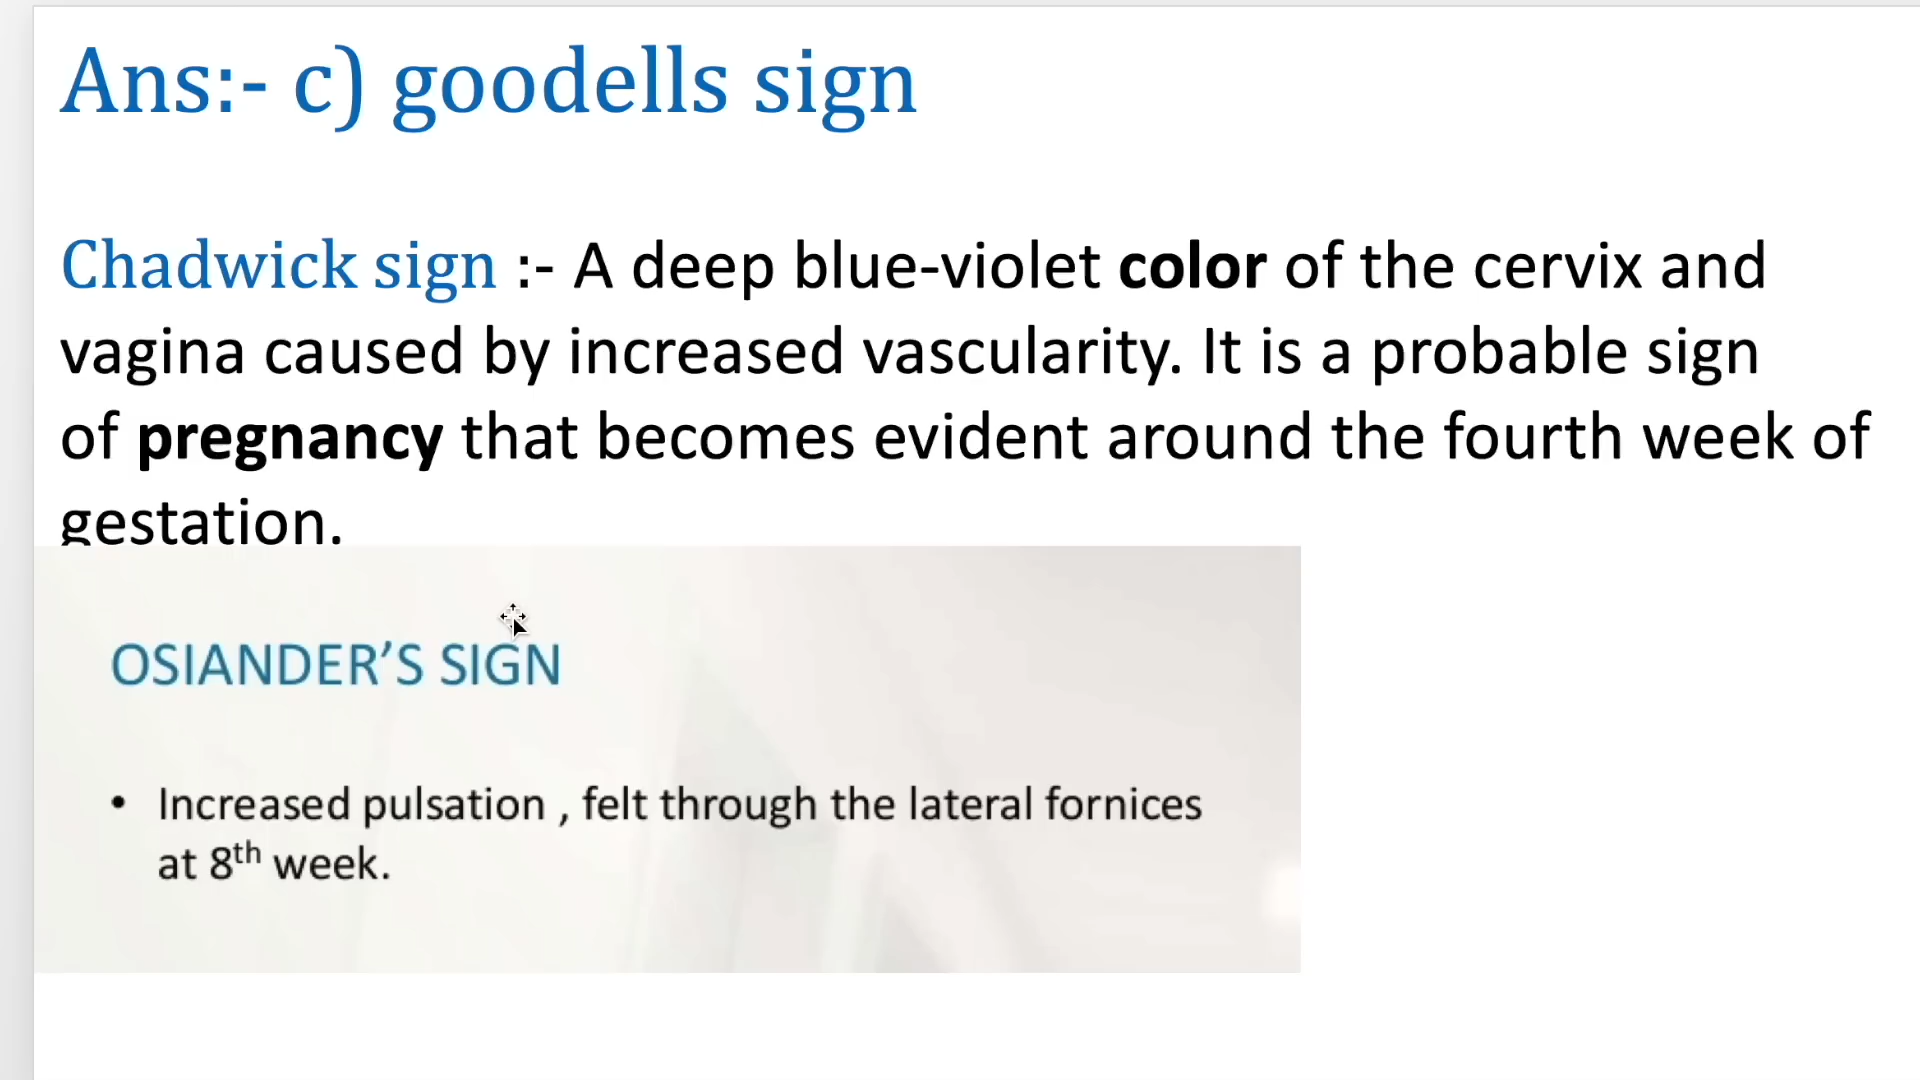 Ans:- c) goodells sign
Chadwick sign :- A deep blue-violet color of the cervix and
vagina caused by increased vascularity. It is a probable sign
of pregnancy that becomes evident around the fourth week of
gestation.
OSIANDER’S SIGN
• Increased pulsation , felt through the lateral fornices
at 8th week.